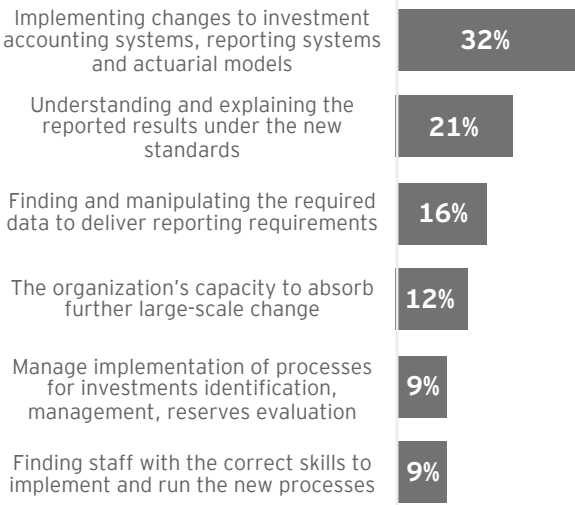 Implementing changes to investment
accounting systems, reporting systems
and actuarial models
32%
Understanding and explaining the
reported results under the new
standards
21%
Finding and manipulating the required
data to deliver reporting requirements
16%
The organization's capacity to absorb
further large-scale change
12%
Manage implementation of processes
for investments identification,
management, reserves evaluation
9%
Finding staff with the correct skills to
implement and run the new processes
9%